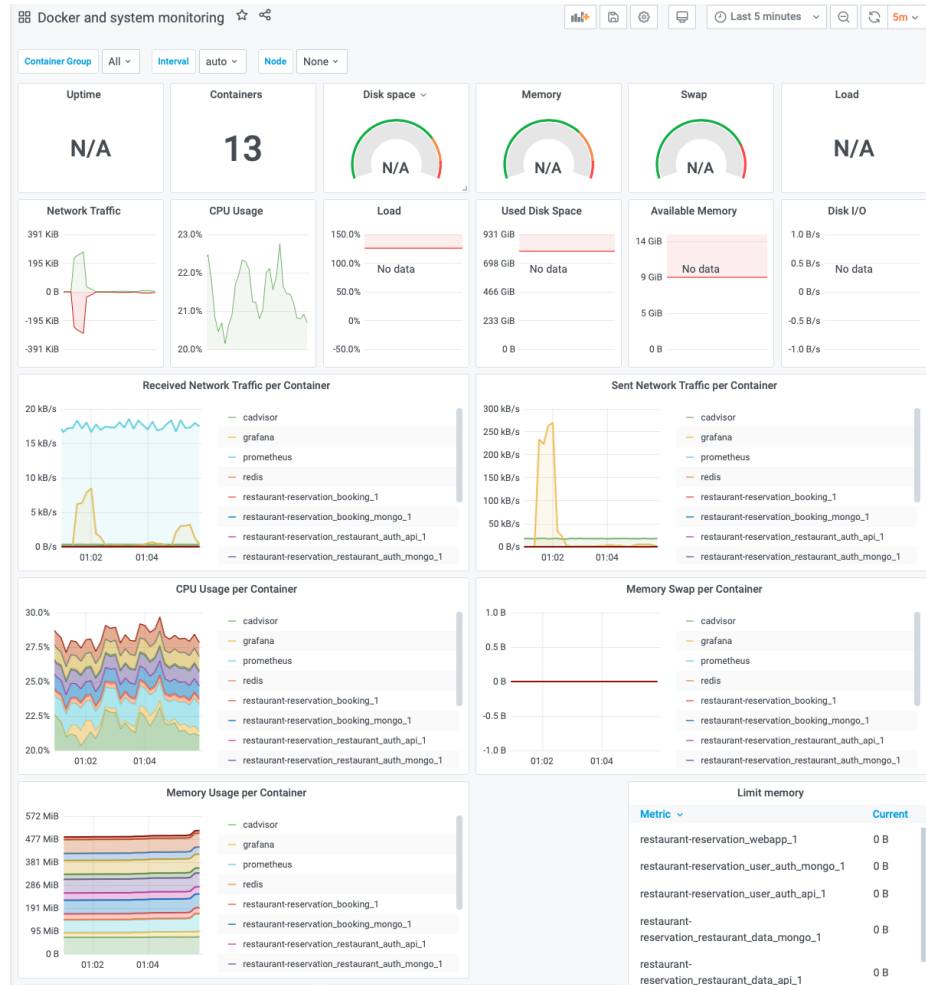 Docker and system monitoring
Last 5 minutes
5m
Container Group All
Interval auto
Node None
Uptime
N/A
Containers
13
Disk space
N/A
Memory
N/A
Swap
N/A
Load
N/A
Network Traffic
391 KiB
195 KiB
0 B
-195 KiB
-391 KiB
CPU Usage
23.0%
22.0%
21.0%
20.0%
Load
150.0%
100.0%
50.0%
0%
-50.0%
No data
Used Disk Space
931 GiB
698 GiB
466 GiB
233 GiB
0 B
No data
Available Memory
14 GiB
9 GiB
5 GiB
0 B
No data
Disk I/O
1.0 B/s
0.5 B/s
0 B/s
-0.5 B/s
-1.0 B/s
No data
Received Network Traffic per Container
20 kB/s
15 kB/s
10 kB/s
5 kB/s
0 B/s
01:02 01:04
cadvisor
grafana
prometheus
redis
restaurant-reservation_booking_1
restaurant-reservation_booking_mongo_1
restaurant-reservation_restaurant_auth_api_1
restaurant-reservation_restaurant_auth_mongo_1
Sent Network Traffic per Container
300 kB/s
250 kB/s
200 kB/s
150 kB/s
100 kB/s
50 kB/s
0 B/s
01:02 01:04
cadvisor
grafana
prometheus
redis
restaurant-reservation_booking_1
restaurant-reservation_booking_mongo_1
restaurant-reservation_restaurant_auth_api_1
restaurant-reservation_restaurant_auth_mongo_1
CPU Usage per Container
30.0%
27.5%
25.0%
22.5%
20.0%
01:02 01:04
cadvisor
grafana
prometheus
redis
restaurant-reservation_booking_1
restaurant-reservation_booking_mongo_1
restaurant-reservation_restaurant_auth_api_1
restaurant-reservation_restaurant_auth_mongo_1
Memory Swap per Container
1.0 B
0.5 B
0 B
-0.5 B
-1.0 B
01:02 01:04
cadvisor
grafana
prometheus
redis
restaurant-reservation_booking_1
restaurant-reservation_booking_mongo_1
restaurant-reservation_restaurant_auth_api_1
restaurant-reservation_restaurant_auth_mongo_1
Memory Usage per Container
572 MiB
477 MiB
381 MiB
286 MiB
191 MiB
95 MiB
0 B
01:02 01:04
cadvisor
grafana
prometheus
redis
restaurant-reservation_booking_1
restaurant-reservation_booking_mongo_1
restaurant-reservation_restaurant_auth_api_1
restaurant-reservation_restaurant_auth_mongo_1
Limit memory
Metric Current
restaurant-reservation_webapp_1 0 B
restaurant-reservation_user_auth_mongo_1 0 B
restaurant-reservation_user_auth_api_1 0 B
restaurant-
reservation_restaurant_data_mongo_1 0 B
restaurant-
reservation_restaurant_data_api_1 0 B